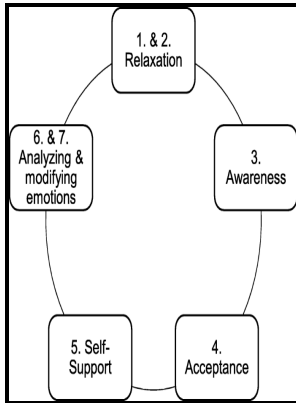 1. & 2.
Relaxation
3.
Awareness
4.
Acceptance
5. Self-
Support
6. & 7.
Analyzing &
modifying
emotions